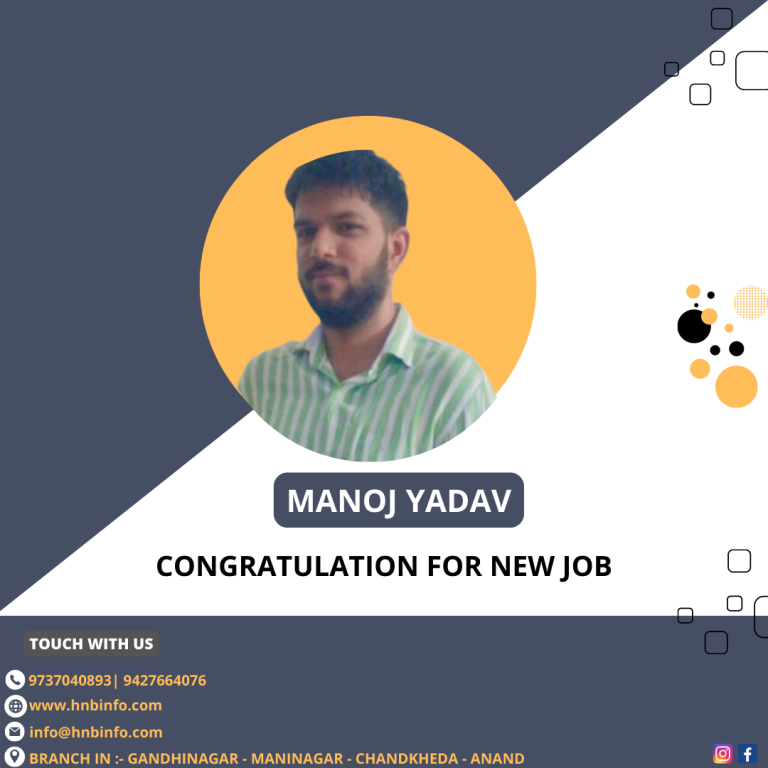 MANOJ YADAV
CONGRATULATION FOR NEW JOB
TOUCH WITH US
9737040893| 9427664076
www.hnbinfo.com
info@hnbinfo.com
BRANCH IN :- GANDHINAGAR - MANINAGAR - CHANDKHEDA - ANAND